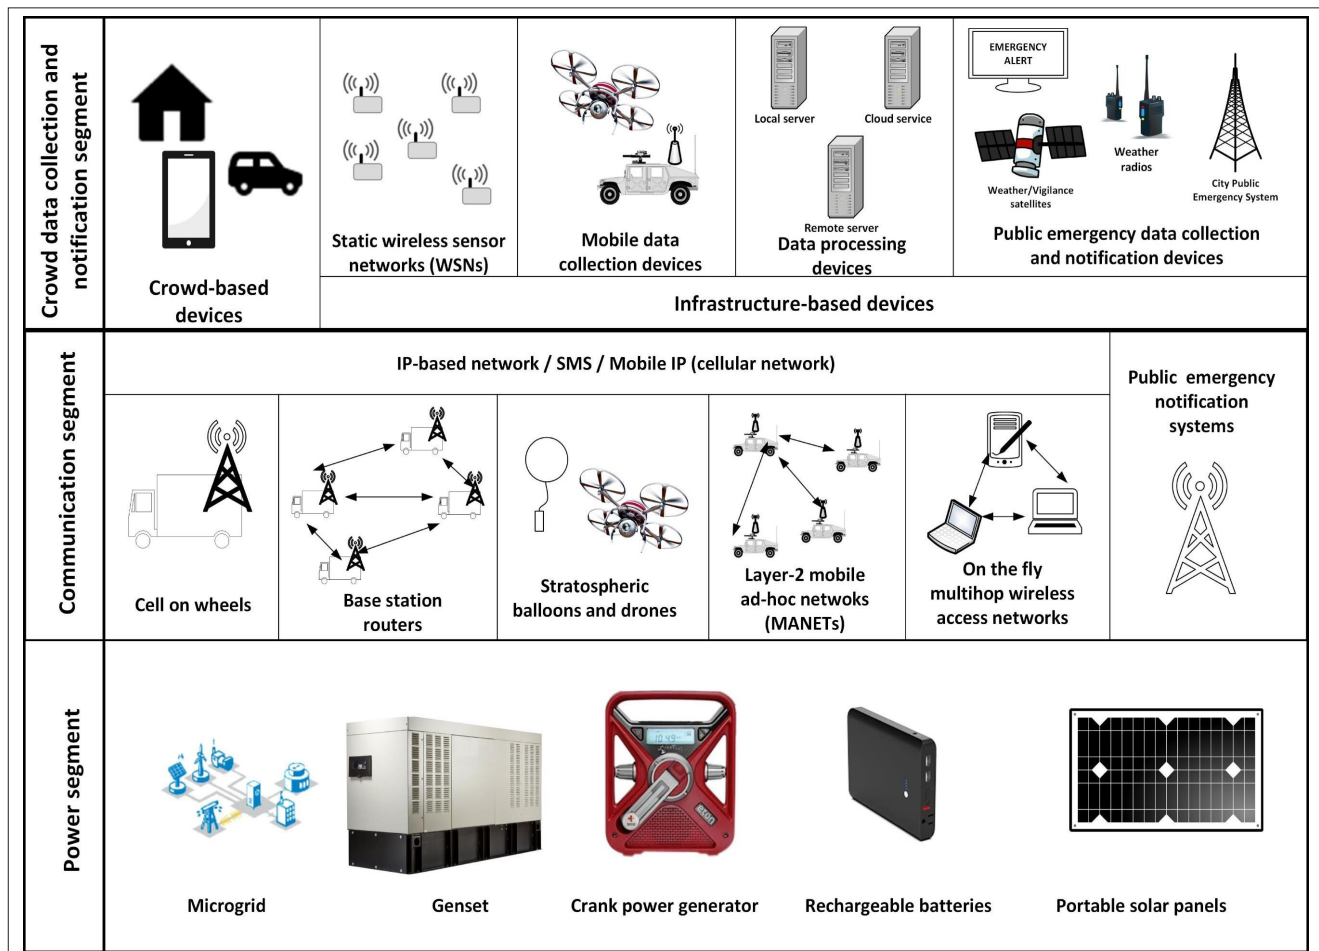 Crowd data collection and
notification segment
Crowd-based
devices
Static wireless sensor
networks (WSNs)
Mobile data
collection devices
Local server
Cloud service
Remote server
Data processing
devices
EMERGENCY
ALERT
Weather/Vigilance
satellites
Weather
radios
City Public
Emergency System
Public emergency data collection
and notification devices
Infrastructure-based devices
Communication segment
IP-based network / SMS / Mobile IP (cellular network)
Cell on wheels
Base station
routers
Stratospheric
balloons and drones
Layer-2 mobile
ad-hoc netwoks
(MANETs)
On the fly
multihop wireless
access networks
Public emergency
notification
systems
Power segment
Microgrid
Genset
eton
Crank power generator
Rechargeable batteries
Portable solar panels